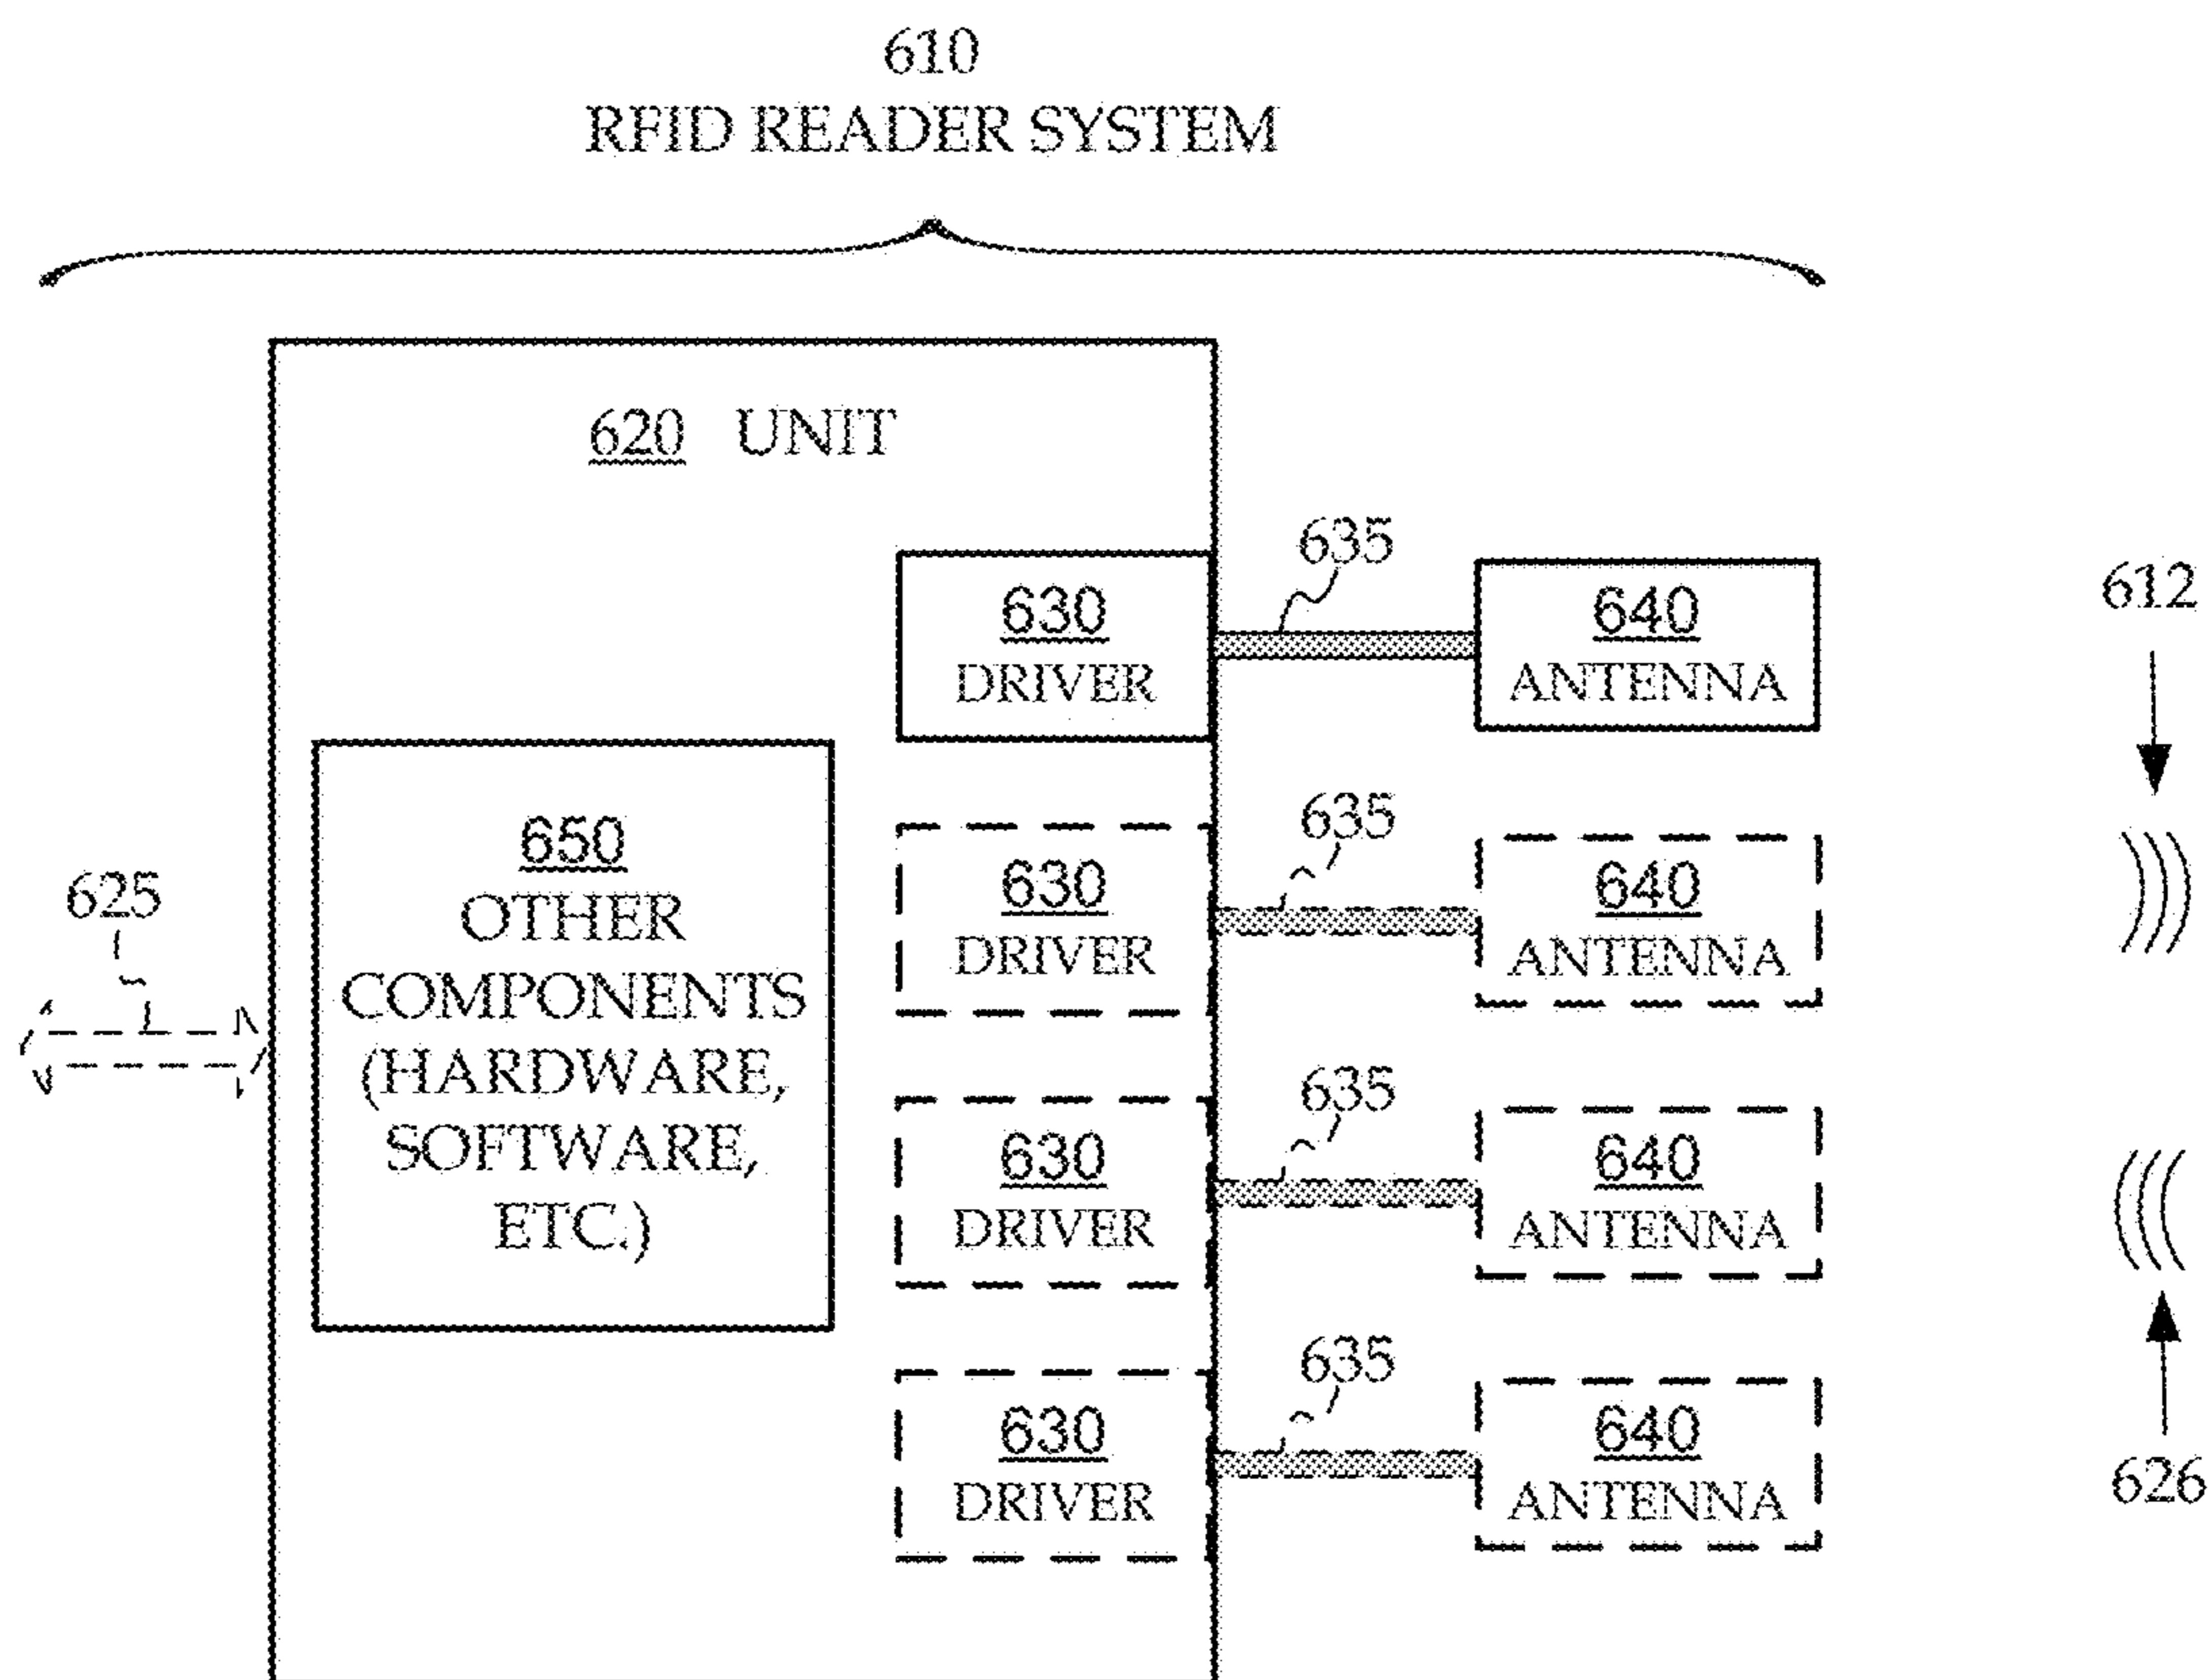 610
RFID READER SYSTEM
620 UNIT
635
630
DRIVER
640
ANTENNA
612
650
OTHER
COMPONENTS
(HARDWARE,
SOFTWARE,
ETC.)
625
635
630
DRIVER
640
ANTENNA
635
630
DRIVER
640
ANTENNA
635
630
DRIVER
640
ANTENNA
626